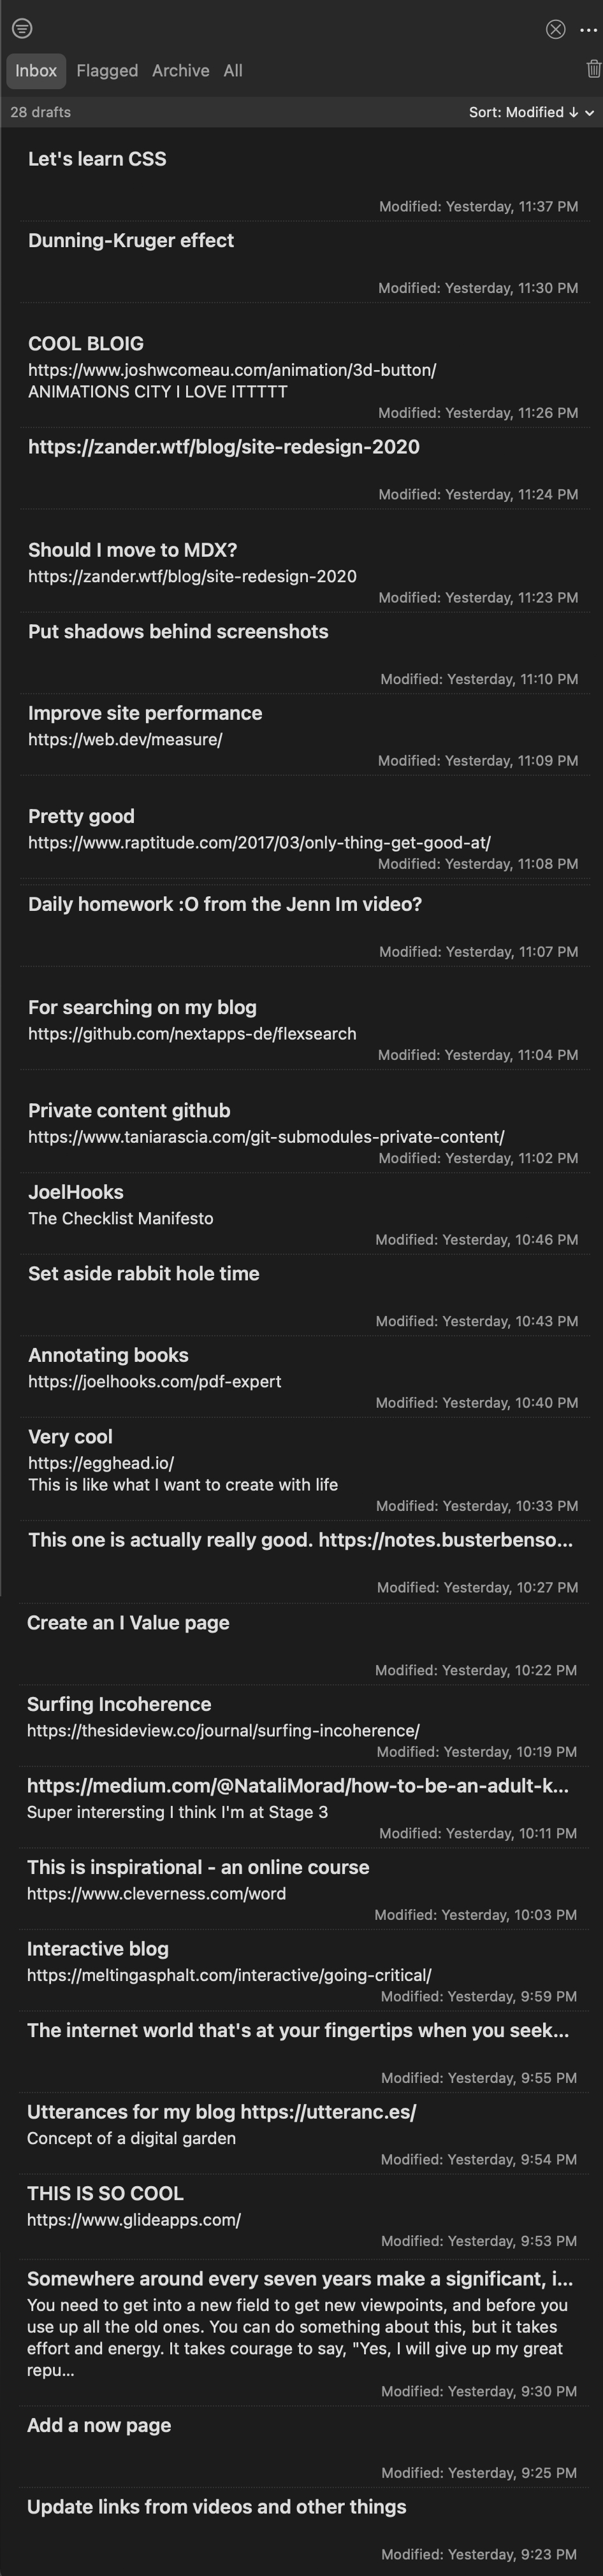 Inbox Flagged Archive All
28 drafts Sort: Modified ↓
Let's learn CSS
Modified: Yesterday, 11:37 PM
Dunning-Kruger effect
Modified: Yesterday, 11:30 PM
COOL BLOIG
https://www.joshwcomeau.com/animation/3d-button/
ANIMATIONS CITY I LOVE ITTTTT
Modified: Yesterday, 11:26 PM
https://zander.wtf/blog/site-redesign-2020
Modified: Yesterday, 11:24 PM
Should I move to MDX?
https://zander.wtf/blog/site-redesign-2020
Modified: Yesterday, 11:23 PM
Put shadows behind screenshots
Modified: Yesterday, 11:10 PM
Improve site performance
https://web.dev/measure/
Modified: Yesterday, 11:09 PM
Pretty good
https://www.raptitude.com/2017/03/only-thing-get-good-at/
Modified: Yesterday, 11:08 PM
Daily homework :O from the Jenn Im video?
Modified: Yesterday, 11:07 PM
For searching on my blog
https://github.com/nextapps-de/flexsearch
Modified: Yesterday, 11:04 PM
Private content github
https://www.taniarascia.com/git-submodules-private-content/
Modified: Yesterday, 11:02 PM
JoelHooks
The Checklist Manifesto
Modified: Yesterday, 10:46 PM
Set aside rabbit hole time
Modified: Yesterday, 10:43 PM
Annotating books
https://joelhooks.com/pdf-expert
Modified: Yesterday, 10:40 PM
Very cool
https://egghead.io/
This is like what I want to create with life
Modified: Yesterday, 10:33 PM
This one is actually really good. https://notes.busterbenso...
Modified: Yesterday, 10:27 PM
Create an I Value page
Modified: Yesterday, 10:22 PM
Surfing Incoherence
https://thesideview.co/journal/surfing-incoherence/
Modified: Yesterday, 10:19 PM
https://medium.com/@NataliMorad/how-to-be-an-adult-k...
Super interersting I think I'm at Stage 3
Modified: Yesterday, 10:11 PM
This is inspirational - an online course
https://www.cleverness.com/word
Modified: Yesterday, 10:03 PM
Interactive blog
https://meltingasphalt.com/interactive/going-critical/
Modified: Yesterday, 9:59 PM
The internet world that's at your fingertips when you seek...
Modified: Yesterday, 9:55 PM
Utterances for my blog https://utteranc.es/
Concept of a digital garden
Modified: Yesterday, 9:54 PM
THIS IS SO COOL
https://www.glideapps.com/
Modified: Yesterday, 9:53 PM
Somewhere around every seven years make a significant, i...
You need to get into a new field to get new viewpoints, and before you
use up all the old ones. You can do something about this, but it takes
effort and energy. It takes courage to say, "Yes, I will give up my great
repu...
Modified: Yesterday, 9:30 PM
Add a now page
Modified: Yesterday, 9:25 PM
Update links from videos and other things
Modified: Yesterday, 9:23 PM